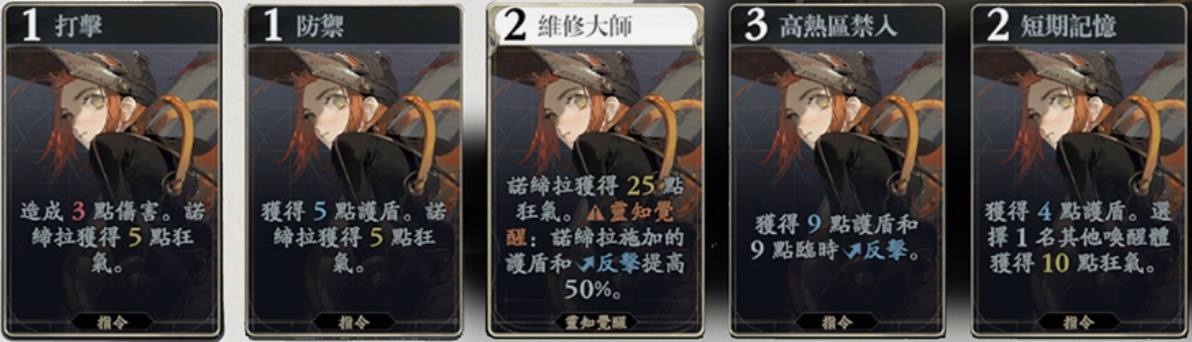 1 打擊
造成 3 點傷害。諾
締拉獲得 5 點狂
氣。
指令
1 防禦
獲得 5 點護盾。諾
締拉獲得 5 點狂
氣。
指令
2 維修大師
諾締拉獲得 25 點
狂氣。⚠靈知覺
醒：諾締拉施加的
護盾和↗反擊提高
50%。
靈知覺醒
3 高熱區禁入
獲得 9 點護盾和
9 點臨時↗反擊。
指令
2 短期記憶
獲得 4 點護盾。選
擇 1 名其他喚醒體
獲得 10 點狂氣。
指令